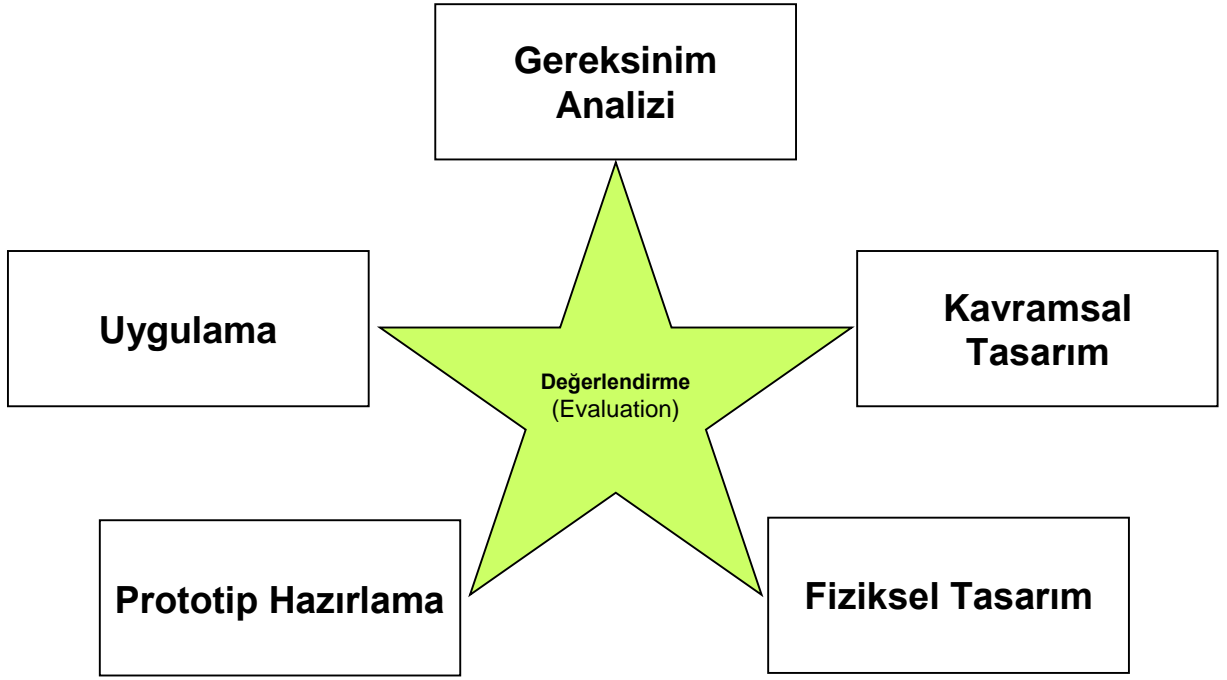 Gereksinim
Analizi
Uygulama
Kavramsal
Tasarım
Değerlendirme
(Evaluation)
Prototip Hazırlama
Fiziksel Tasarım